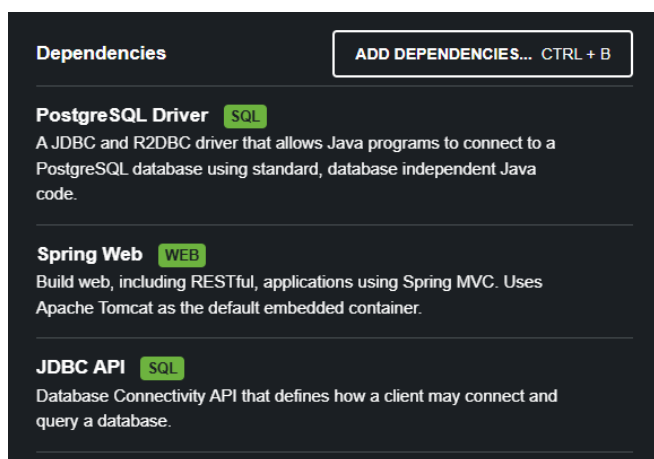 Dependencies
ADD DEPENDENCIES... CTRL + B
PostgreSQL Driver SQL
A JDBC and R2DBC driver that allows Java programs to connect to a
PostgreSQL database using standard, database independent Java
code.
Spring Web WEB
Build web, including RESTful, applications using Spring MVC. Uses
Apache Tomcat as the default embedded container.
JDBC API SQL
Database Connectivity API that defines how a client may connect and
query a database.